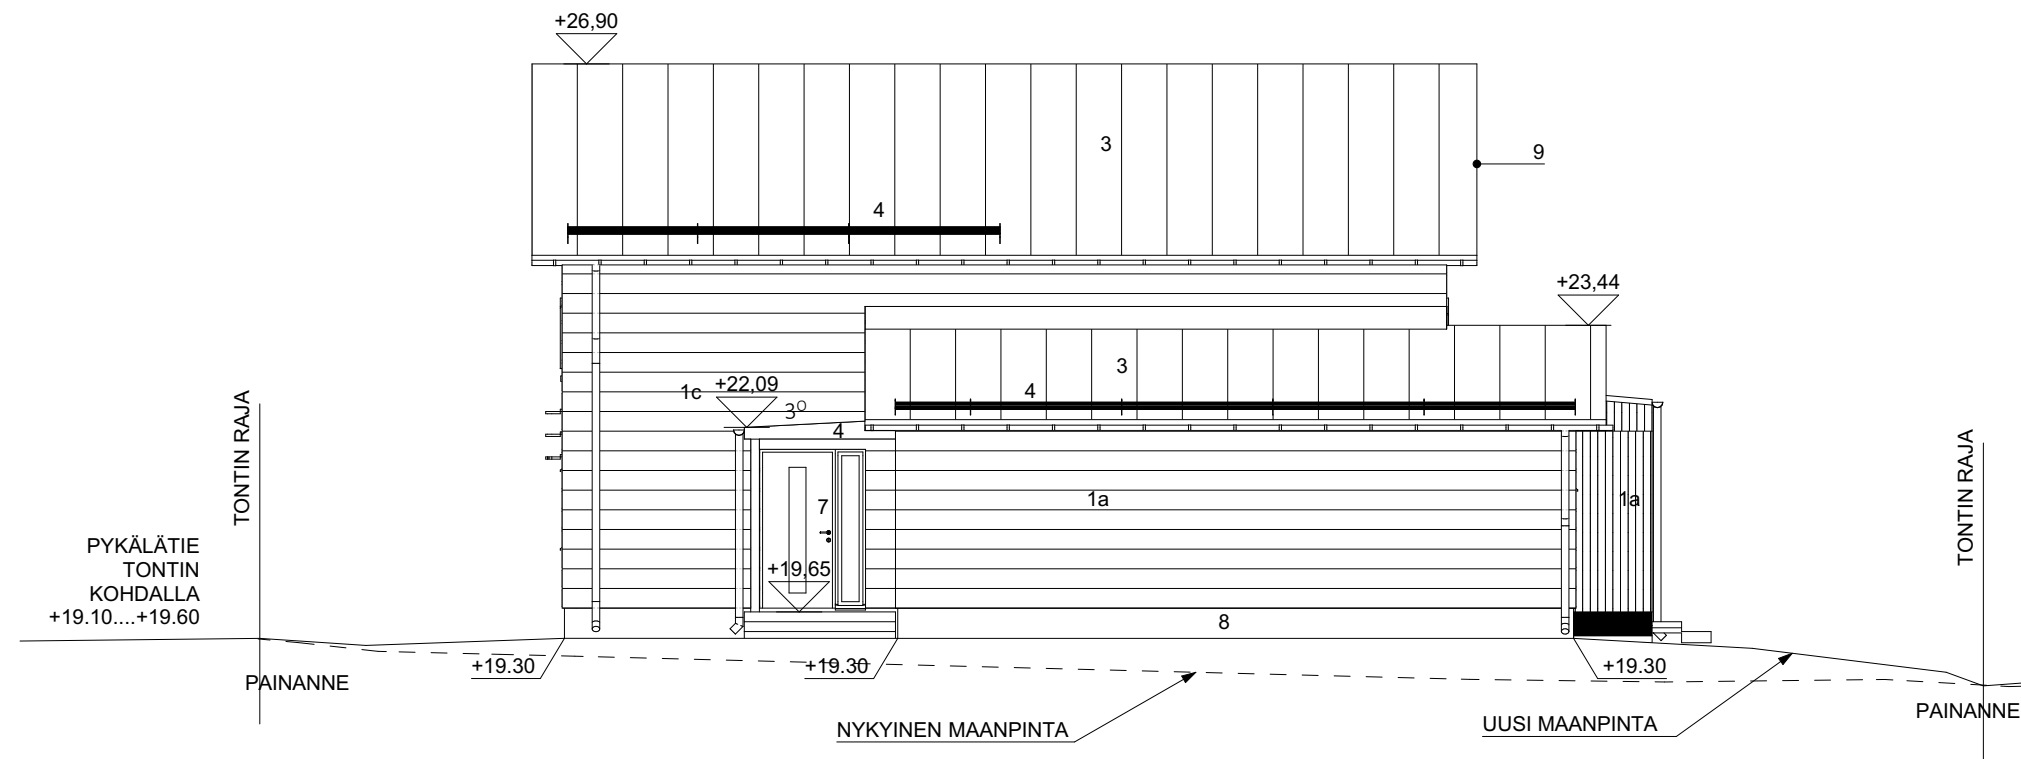 +26,90
3
9
4
+23,44
3
4
1c
+22,09
3°
4
TONTIN RAJA
1a
1a
7
TONTIN RAJA
PYKÄLÄTIE
TONTIN
KOHDALLA
+19.10....+19.60
+19,65
8
+19.30
+19.30
+19.30
PAINANNE
PAINANNE
NYKYINEN MAANPINTA
UUSI MAANPINTA